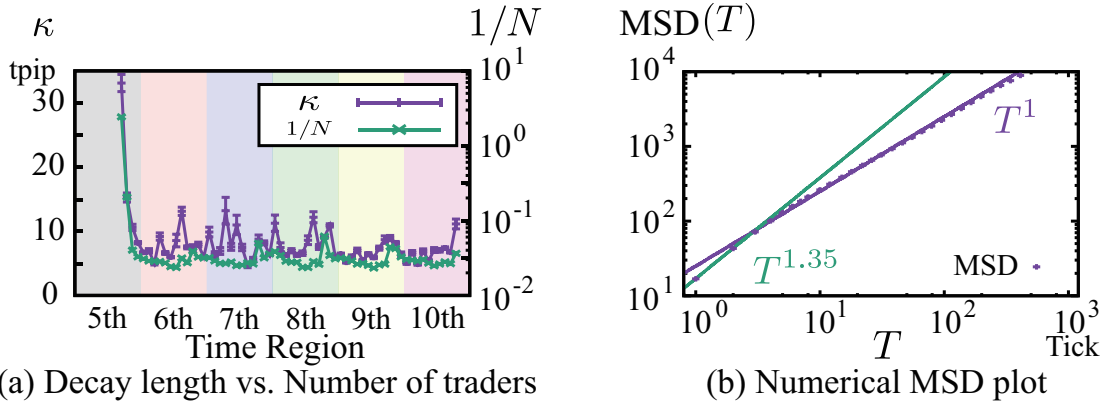 κ
1/N
tpip
30
20
10
0
10^1
10^0
10^-1
10^-2
κ
1/N
5th 6th 7th 8th 9th 10th
Time Region
(a) Decay length vs. Number of traders
MSD(T)
10^4
10^3
10^2
10^1
T^1
T^1.35
MSD
10^0 10^1 10^2 10^3
T
Tick
(b) Numerical MSD plot